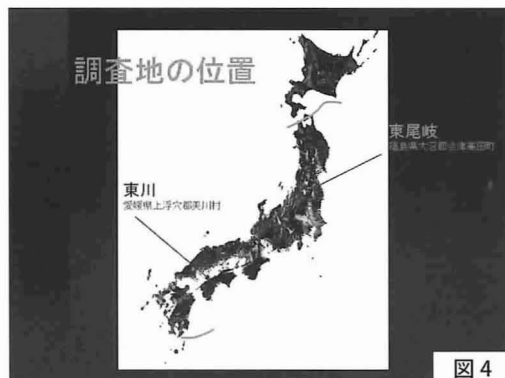 調査地の位置
東尾岐
福島県大沼郡会津高田町
東川
愛媛県上浮穴郡美川村
図4